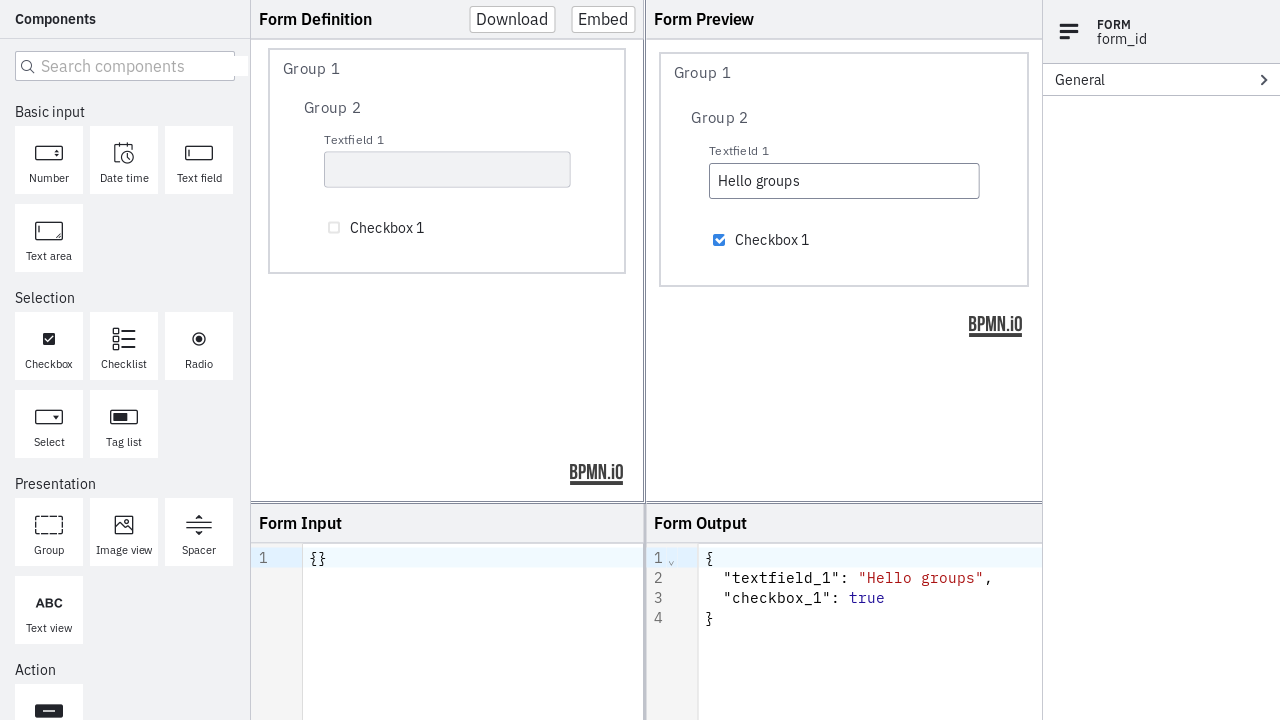 Components
Search components
Basic input
Number
Date time
Text field
Text area
Selection
Checkbox
Checklist
Radio
Select
Tag list
Presentation
Group
Image view
Spacer
ABC
Text view
Action
Form Definition
Download
Embed
Group 1
Group 2
Textfield 1
Checkbox 1
BPMN.iO
Form Preview
Group 1
Group 2
Textfield 1
Hello groups
Checkbox 1
BPMN.iO
Form Input
1 {}
Form Output
1 {
2 "textfield_1": "Hello groups",
3 "checkbox_1": true
4 }
FORM
form_id
General